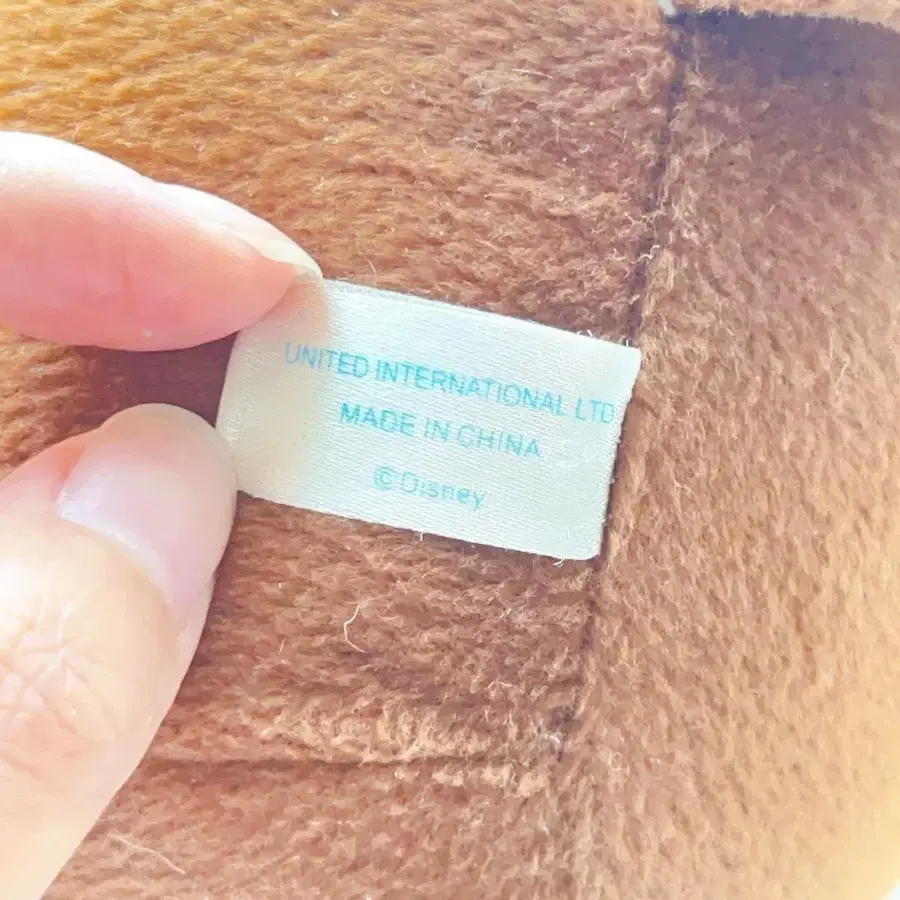 UNITED INTERNATIONAL LTD
MADE IN CHINA
©Disney